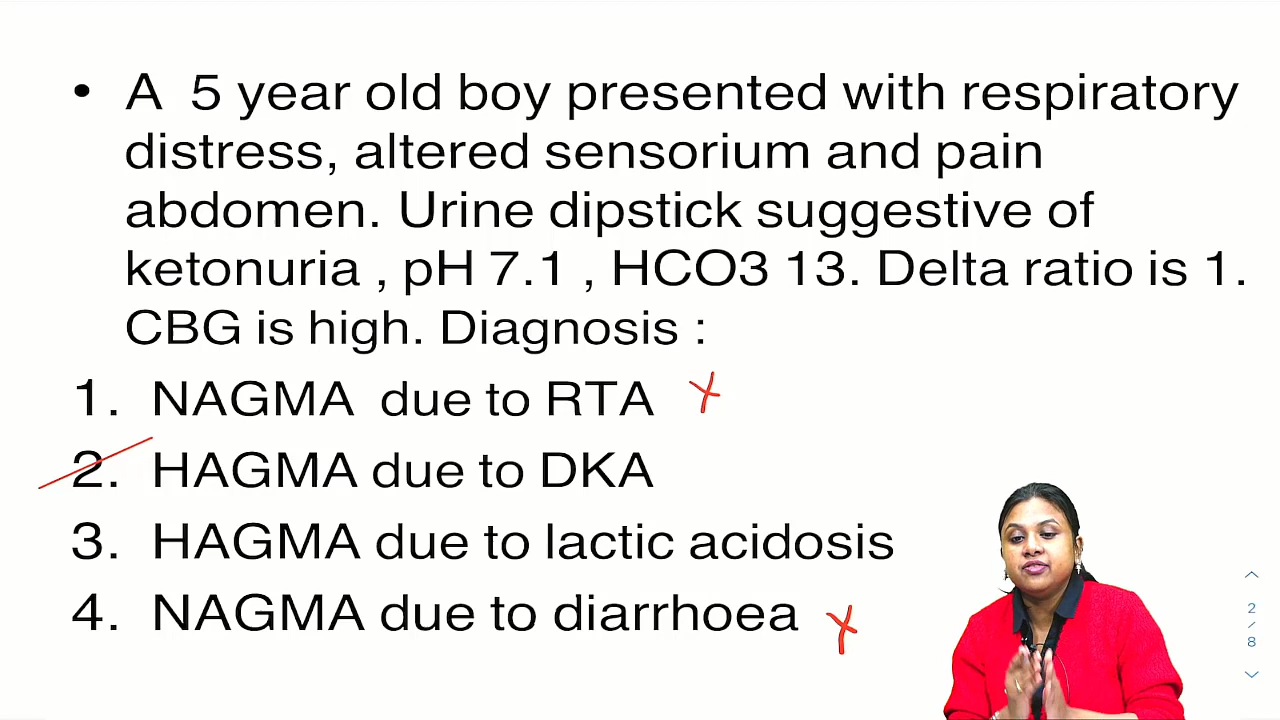 • A 5 year old boy presented with respiratory
distress, altered sensorium and pain
abdomen. Urine dipstick suggestive of
ketonuria , pH 7.1 , HCO3 13. Delta ratio is 1.
CBG is high. Diagnosis :
1. NAGMA due to RTA X
2. HAGMA due to DKA
3. HAGMA due to lactic acidosis
4. NAGMA due to diarrhoea X
2
/
8